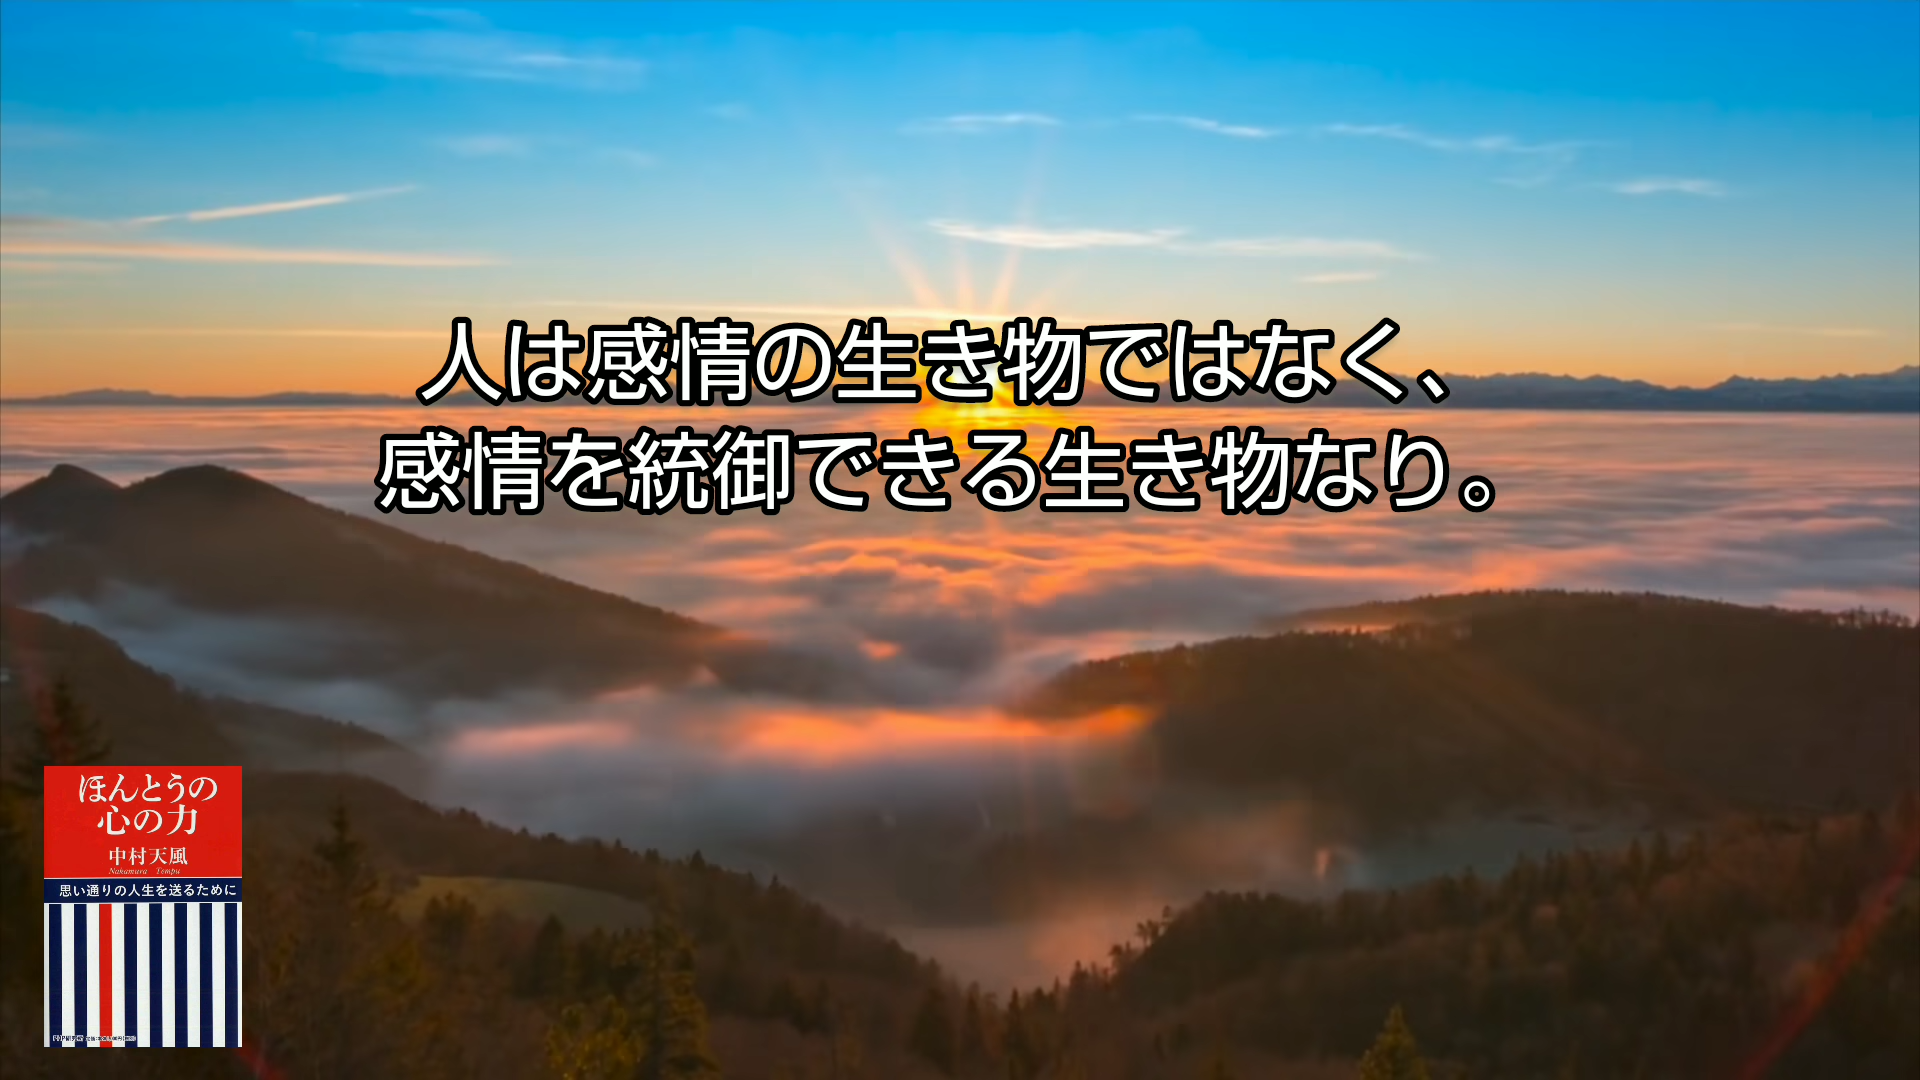 人は感情の生き物ではなく、
感情を統御できる生き物なり。
ほんとうの
心の力
中村天風
Nakamura Tempu
思い通りの人生を送るために